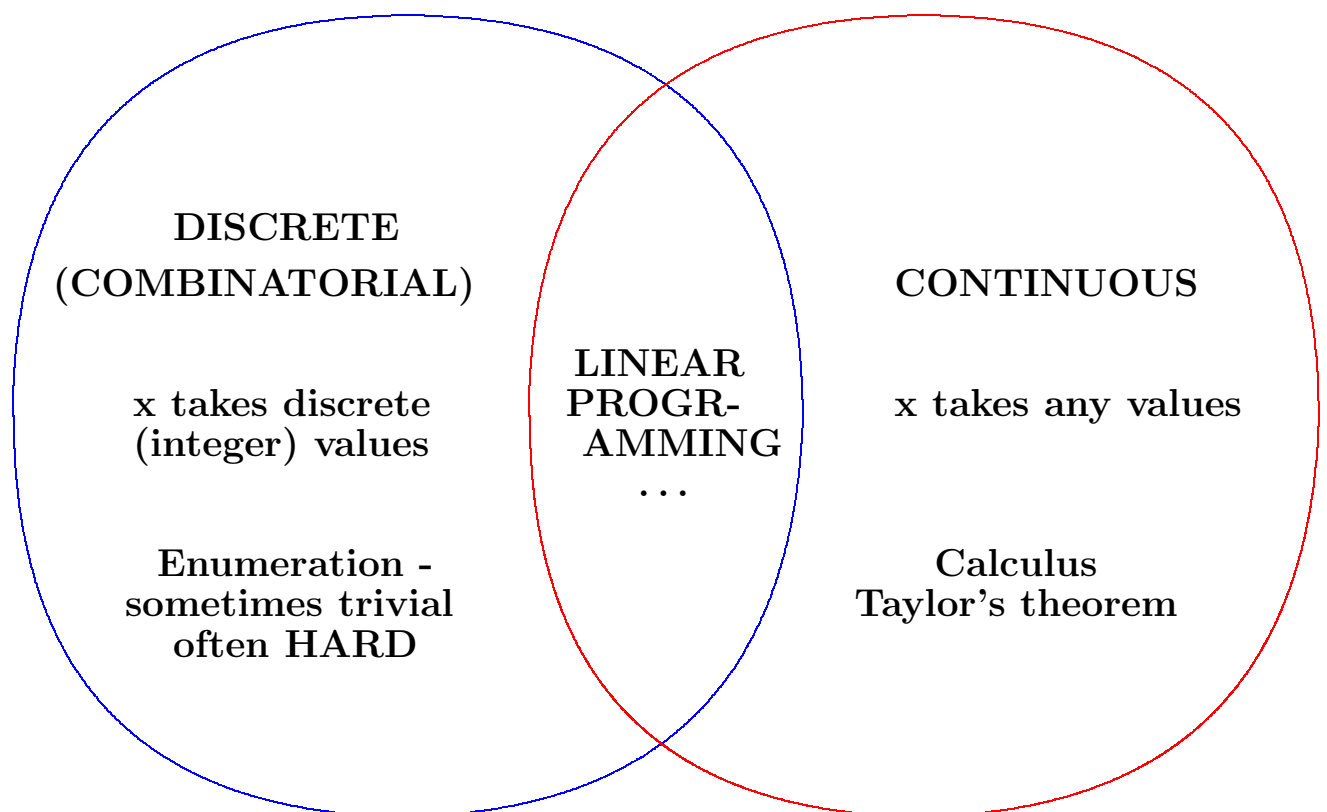 DISCRETE
(COMBINATORIAL)
x takes discrete
(integer) values
Enumeration -
sometimes trivial
often HARD
LINEAR
PROGR-
AMMING
...
CONTINUOUS
x takes any values
Calculus
Taylor's theorem